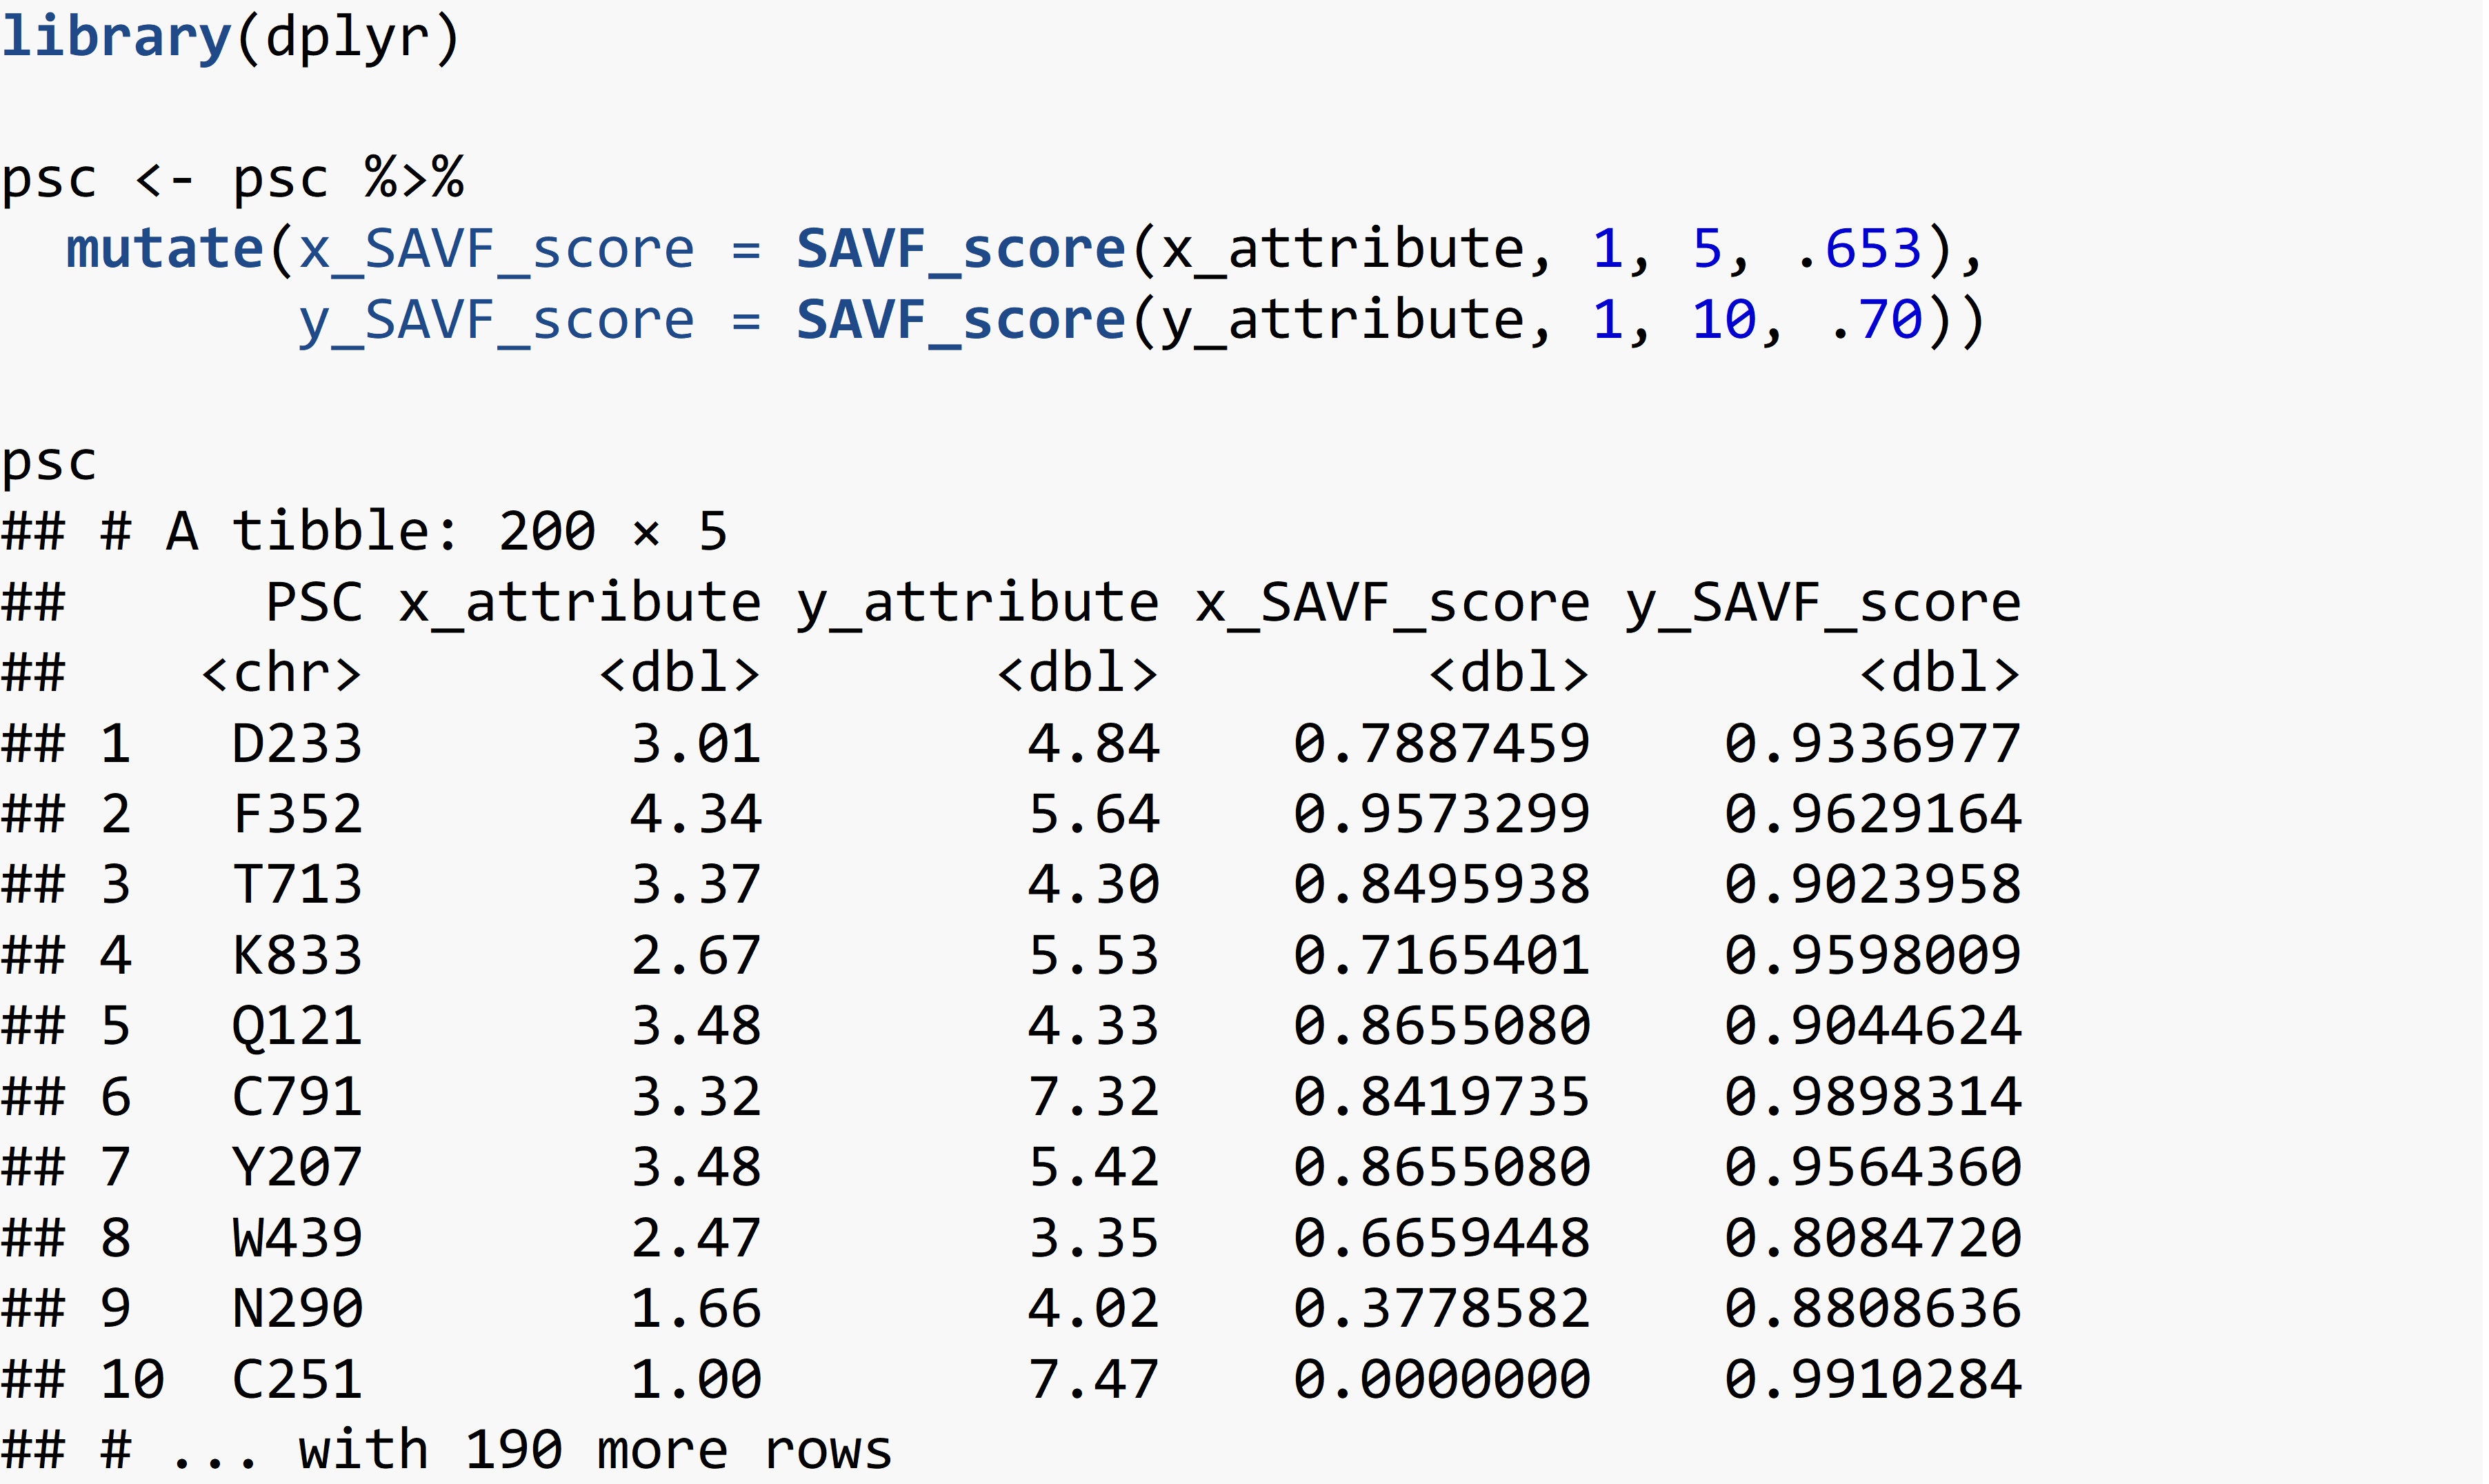 library(dplyr)
psc <- psc %>%
  mutate(x_SAVF_score = SAVF_score(x_attribute, 1, 5, .653),
         y_SAVF_score = SAVF_score(y_attribute, 1, 10, .70))
psc
## # A tibble: 200 × 5
##      PSC x_attribute y_attribute x_SAVF_score y_SAVF_score
##    <chr>       <dbl>       <dbl>        <dbl>        <dbl>
## 1   D233        3.01        4.84    0.7887459    0.9336977
## 2   F352        4.34        5.64    0.9573299    0.9629164
## 3   T713        3.37        4.30    0.8495938    0.9023958
## 4   K833        2.67        5.53    0.7165401    0.9598009
## 5   Q121        3.48        4.33    0.8655080    0.9044624
## 6   C791        3.32        7.32    0.8419735    0.9898314
## 7   Y207        3.48        5.42    0.8655080    0.9564360
## 8   W439        2.47        3.35    0.6659448    0.8084720
## 9   N290        1.66        4.02    0.3778582    0.8808636
## 10  C251        1.00        7.47    0.0000000    0.9910284
## # ... with 190 more rows